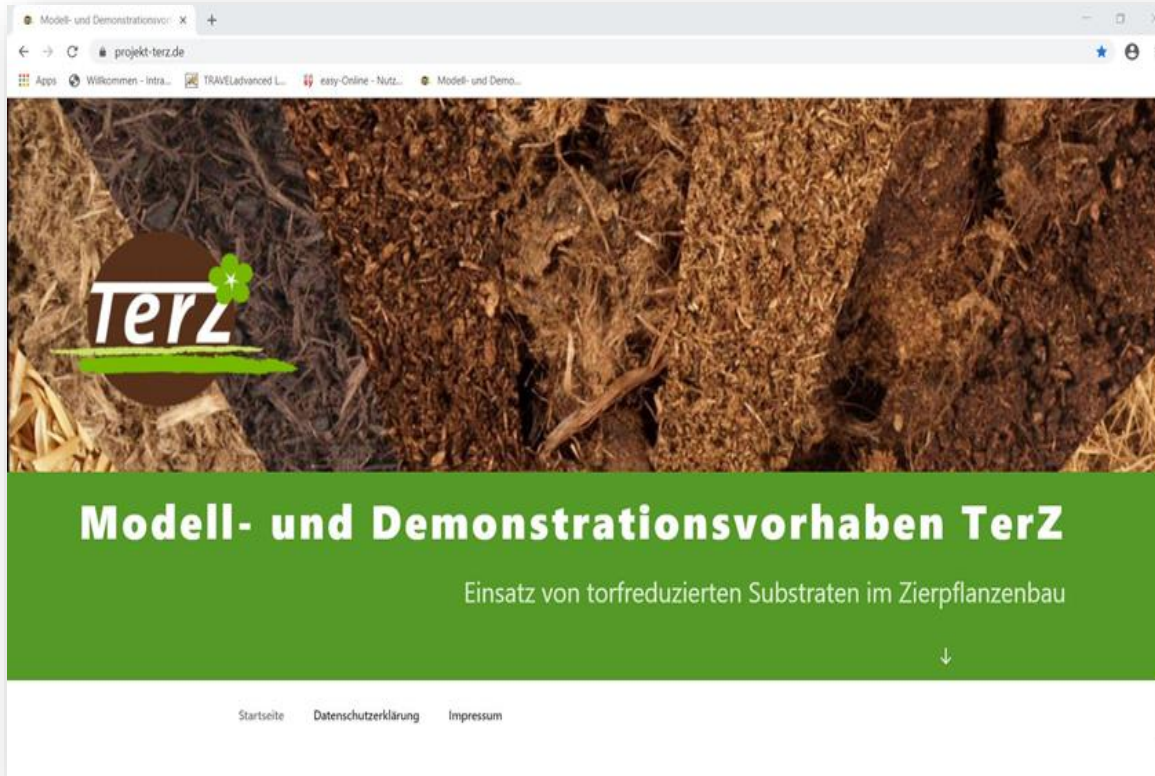 Modell- und Demonstrationsvor
projekt-terz.de
Apps Willkommen - Intra... TRAVELadvanced L... easy-Online - Nutz... Modell- und Demo...
TerZ
Modell- und Demonstrationsvorhaben TerZ
Einsatz von torfreduzierten Substraten im Zierpflanzenbau
Startseite Datenschutzerklärung Impressum